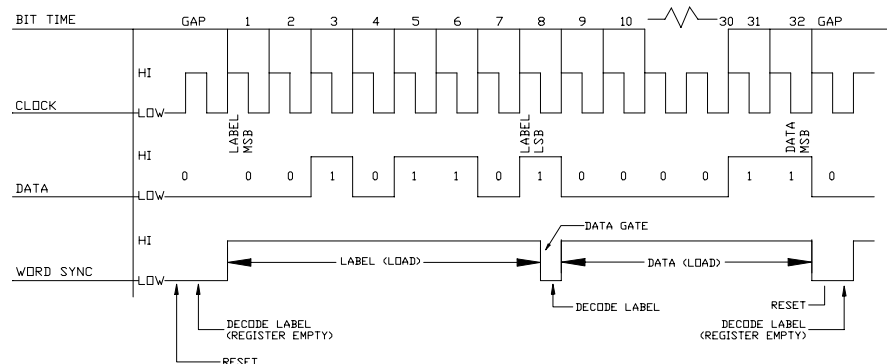 BIT TIME GAP 1 2 3 4 5 6 7 8 9 10 30 31 32 GAP
HI
CLOCK
LOW
LABEL MSB
LABEL LSB
DATA MSB
HI
0 0 0 1 0 1 1 0 1 0 0 0 0 1 1 0
DATA
LOW
DATA GATE
HI
LABEL (LOAD) DATA (LOAD)
WORD SYNC
LOW
DECODE LABEL
RESET
DECODE LABEL
(REGISTER EMPTY)
DECODE LABEL
(REGISTER EMPTY)
RESET